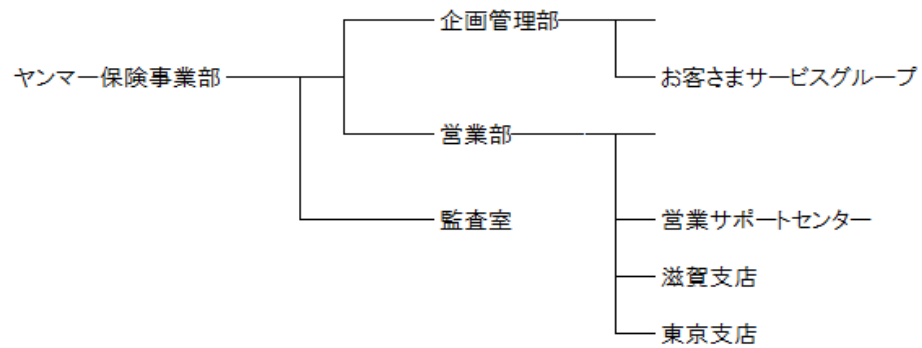 企画管理部
ヤンマー保険事業部
お客さまサービスグループ
営業部
監査室
営業サポートセンター
滋賀支店
東京支店